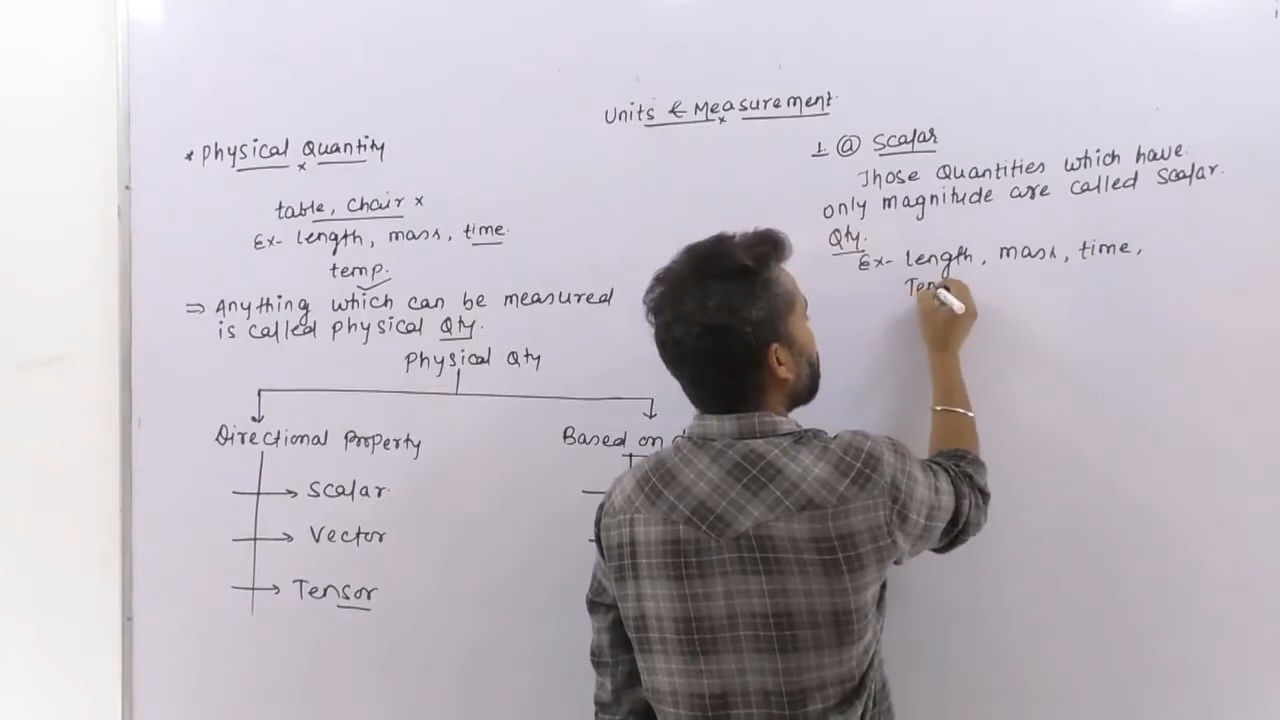 Units & Measurement.
* Physical Quantity
table, chair ×
Ex- length, mass, time.
temp.
⇒ Anything which can be measured
is called physical Qty.
Physical Qty
Directional Property
Scalar.
Vector
Tensor
Based on
1. @ Scalar
Those Quantities which have
only magnitude are called Scalar.
Qty.
Ex- length, mass, time,